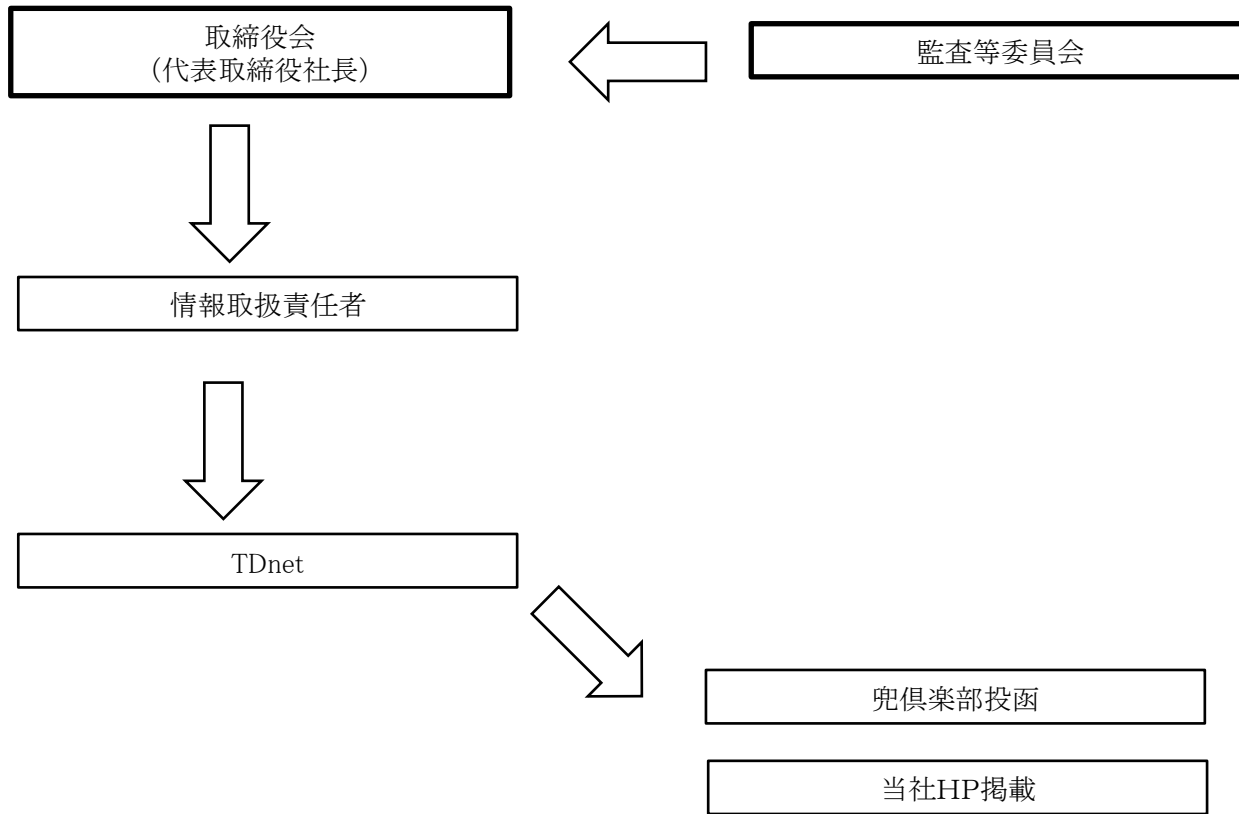 取締役会
（代表取締役社長）
監査等委員会
情報取扱責任者
TDnet
兜倶楽部投函
当社HP掲載